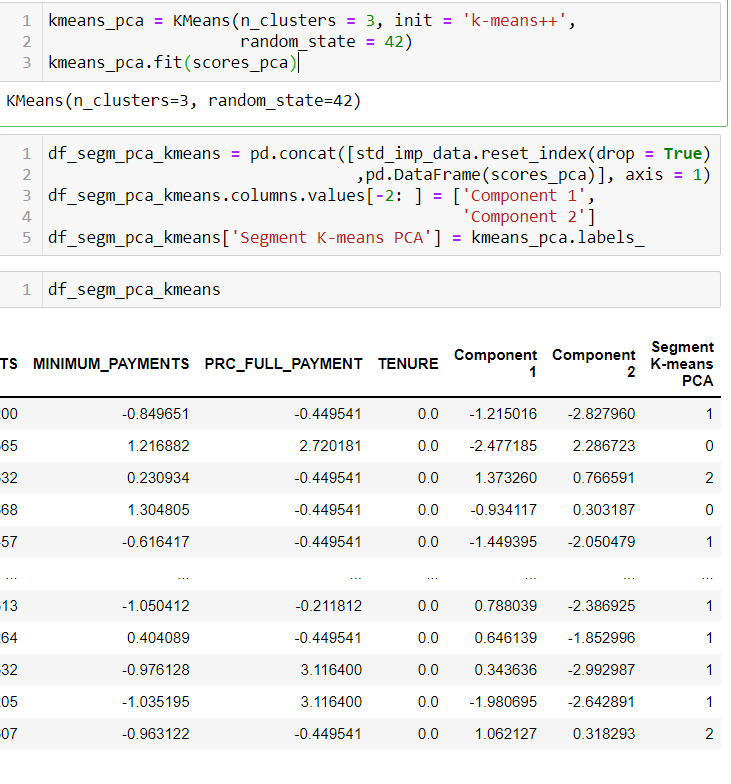 1 kmeans_pca = KMeans(n_clusters = 3, init = 'k-means++',
2 random_state = 42)
3 kmeans_pca.fit(scores_pca)
KMeans(n_clusters=3, random_state=42)
1 df_segm_pca_kmeans = pd.concat([std_imp_data.reset_index(drop = True)
2 ,pd.DataFrame(scores_pca)], axis = 1)
3 df_segm_pca_kmeans.columns.values[-2: ] = ['Component 1',
4 'Component 2']
5 df_segm_pca_kmeans['Segment K-means PCA'] = kmeans_pca.labels_
1 df_segm_pca_kmeans
TS MINIMUM_PAYMENTS PRC_FULL_PAYMENT TENURE Component 1 Component 2 Segment K-means PCA
00 -0.849651 -0.449541 0.0 -1.215016 -2.827960 1
65 1.216882 2.720181 0.0 -2.477185 2.286723 0
32 0.230934 -0.449541 0.0 1.373260 0.766591 2
68 1.304805 -0.449541 0.0 -0.934117 0.303187 0
57 -0.616417 -0.449541 0.0 -1.449395 -2.050479 1
... ... ... ... ... ... ...
13 -1.050412 -0.211812 0.0 0.788039 -2.386925 1
64 0.404089 -0.449541 0.0 0.646139 -1.852996 1
32 -0.976128 3.116400 0.0 0.343636 -2.992987 1
05 -1.035195 3.116400 0.0 -1.980695 -2.642891 1
07 -0.963122 -0.449541 0.0 1.062127 0.318293 2